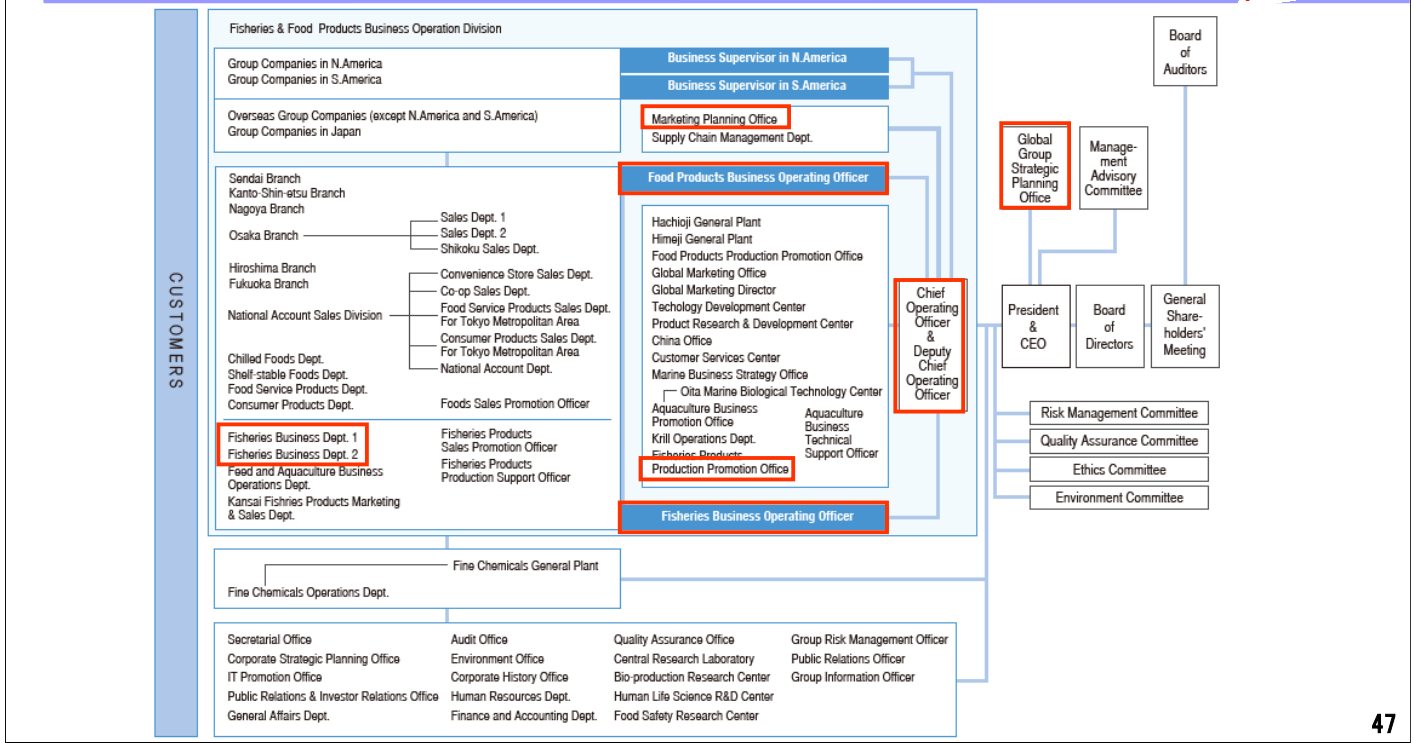 Fisheries & Food Products Business Operation Division
Group Companies in N.America
Group Companies in S.America
Business Supervisor in N.America
Business Supervisor in S.America
Overseas Group Companies (except N.America and S.America)
Group Companies in Japan
Marketing Planning Office
Supply Chain Management Dept.
CUSTOMERS
Sendai Branch
Kanto-Shin-etsu Branch
Nagoya Branch
Osaka Branch
Sales Dept. 1
Sales Dept. 2
Shikoku Sales Dept.
Hiroshima Branch
Fukuoka Branch
National Account Sales Division
Convenience Store Sales Dept.
Co-op Sales Dept.
Food Service Products Sales Dept.
For Tokyo Metropolitan Area
Consumer Products Sales Dept.
For Tokyo Metropolitan Area
National Account Dept.
Chilled Foods Dept.
Shelf-stable Foods Dept.
Food Service Products Dept.
Consumer Products Dept.
Foods Sales Promotion Officer
Fisheries Business Dept. 1
Fisheries Business Dept. 2
Feed and Aquaculture Business
Operations Dept.
Kansai Fishries Products Marketing
& Sales Dept.
Fisheries Products
Sales Promotion Officer
Fisheries Products
Production Support Officer
Food Products Business Operating Officer
Hachioji General Plant
Himeji General Plant
Food Products Production Promotion Office
Global Marketing Office
Global Marketing Director
Techology Development Center
Product Research & Development Center
China Office
Customer Services Center
Marine Business Strategy Office
Oita Marine Biological Technology Center
Aquaculture Business
Promotion Office
Krill Operations Dept.
Fisheries Products
Production Promotion Office
Aquaculture
Business
Technical
Support Officer
Fisheries Business Operating Officer
Chief
Operating
Officer
&
Deputy
Chief
Operating
Officer
Global
Group
Strategic
Planning
Office
Manage-
ment
Advisory
Committee
Board
of
Auditors
President
&
CEO
Board
of
Directors
General
Share-
holders'
Meeting
Risk Management Committee
Quality Assurance Committee
Ethics Committee
Environment Committee
Fine Chemicals General Plant
Fine Chemicals Operations Dept.
Secretarial Office
Corporate Strategic Planning Office
IT Promotion Office
Public Relations & Investor Relations Office
General Affairs Dept.
Audit Office
Environment Office
Corporate History Office
Human Resources Dept.
Finance and Accounting Dept.
Quality Assurance Office
Central Research Laboratory
Bio-production Research Center
Human Life Science R&D Center
Food Safety Research Center
Group Risk Management Officer
Public Relations Officer
Group Information Officer
47